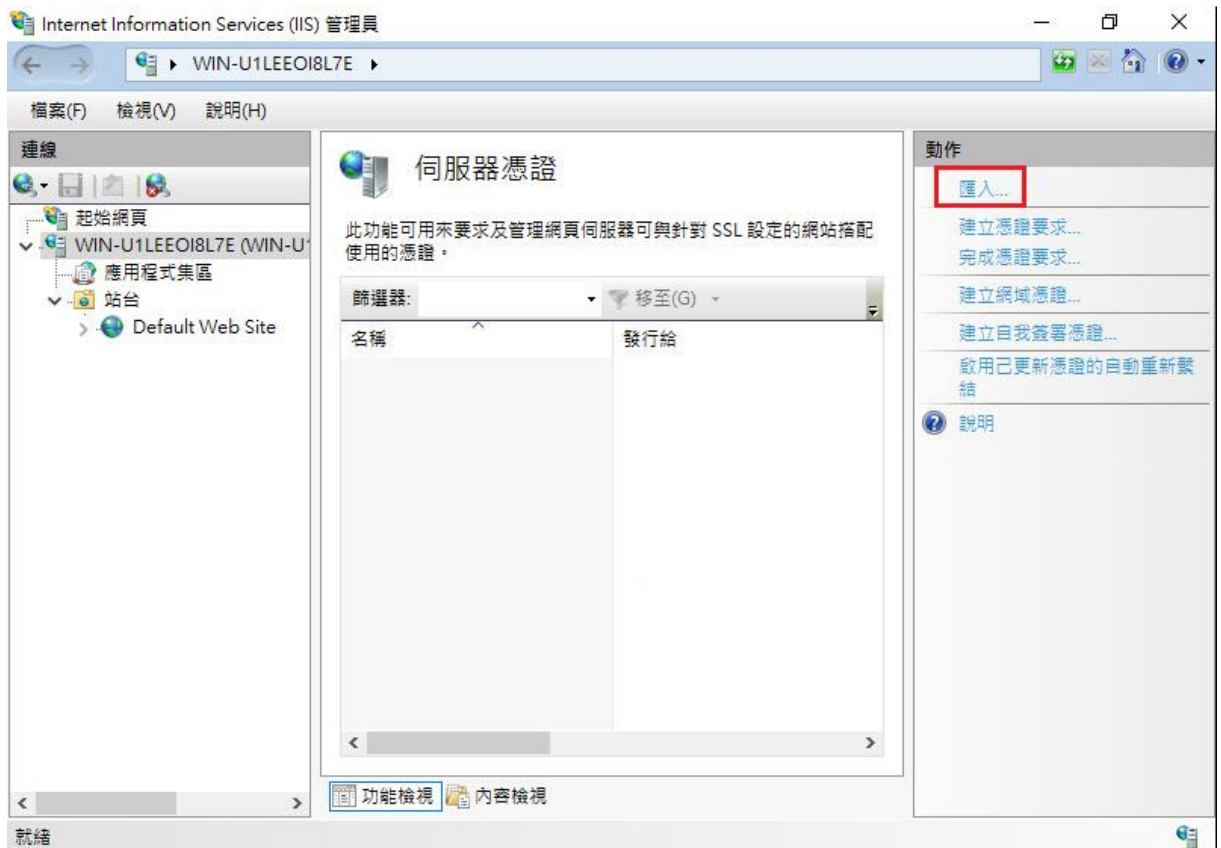 Internet Information Services (IIS) 管理員
WIN-U1LEEOI8L7E
檔案(F) 檢視(V) 說明(H)
連線
起始網頁
WIN-U1LEEOI8L7E (WIN-U
應用程式集區
站台
Default Web Site
伺服器憑證
此功能可用來要求及管理網頁伺服器可與針對 SSL 設定的網站搭配
使用的憑證。
篩選器: 移至(G)
名稱 發行給
功能檢視 內容檢視
動作
匯入...
建立憑證要求...
完成憑證要求...
建立網域憑證...
建立自我簽署憑證...
啟用已更新憑證的自動重新繫
結
說明
就緒